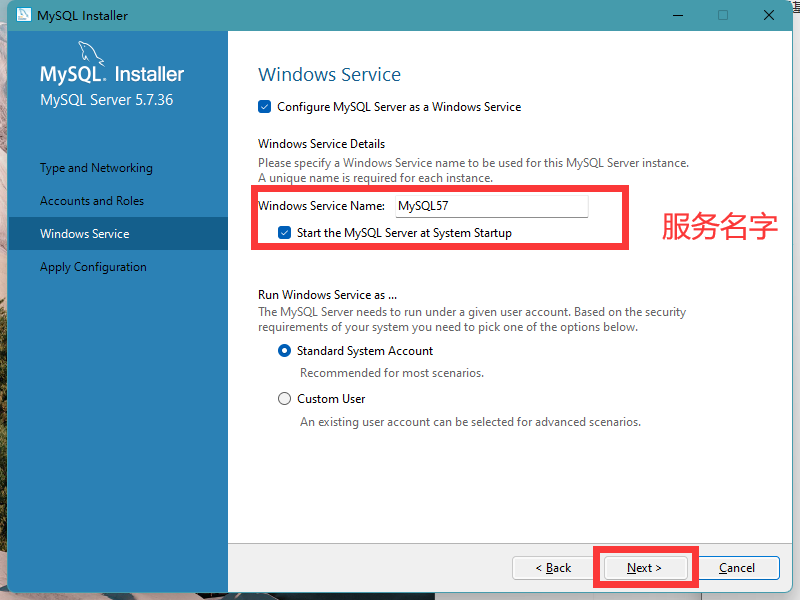 MySQL Installer
MySQL. Installer
MySQL Server 5.7.36
Type and Networking
Accounts and Roles
Windows Service
Apply Configuration
Windows Service
Configure MySQL Server as a Windows Service
Windows Service Details
Please specify a Windows Service name to be used for this MySQL Server instance.
A unique name is required for each instance.
Windows Service Name: MySQL57
Start the MySQL Server at System Startup
服务名字
Run Windows Service as ...
The MySQL Server needs to run under a given user account. Based on the security
requirements of your system you need to pick one of the options below.
Standard System Account
Recommended for most scenarios.
Custom User
An existing user account can be selected for advanced scenarios.
< Back
Next >
Cancel